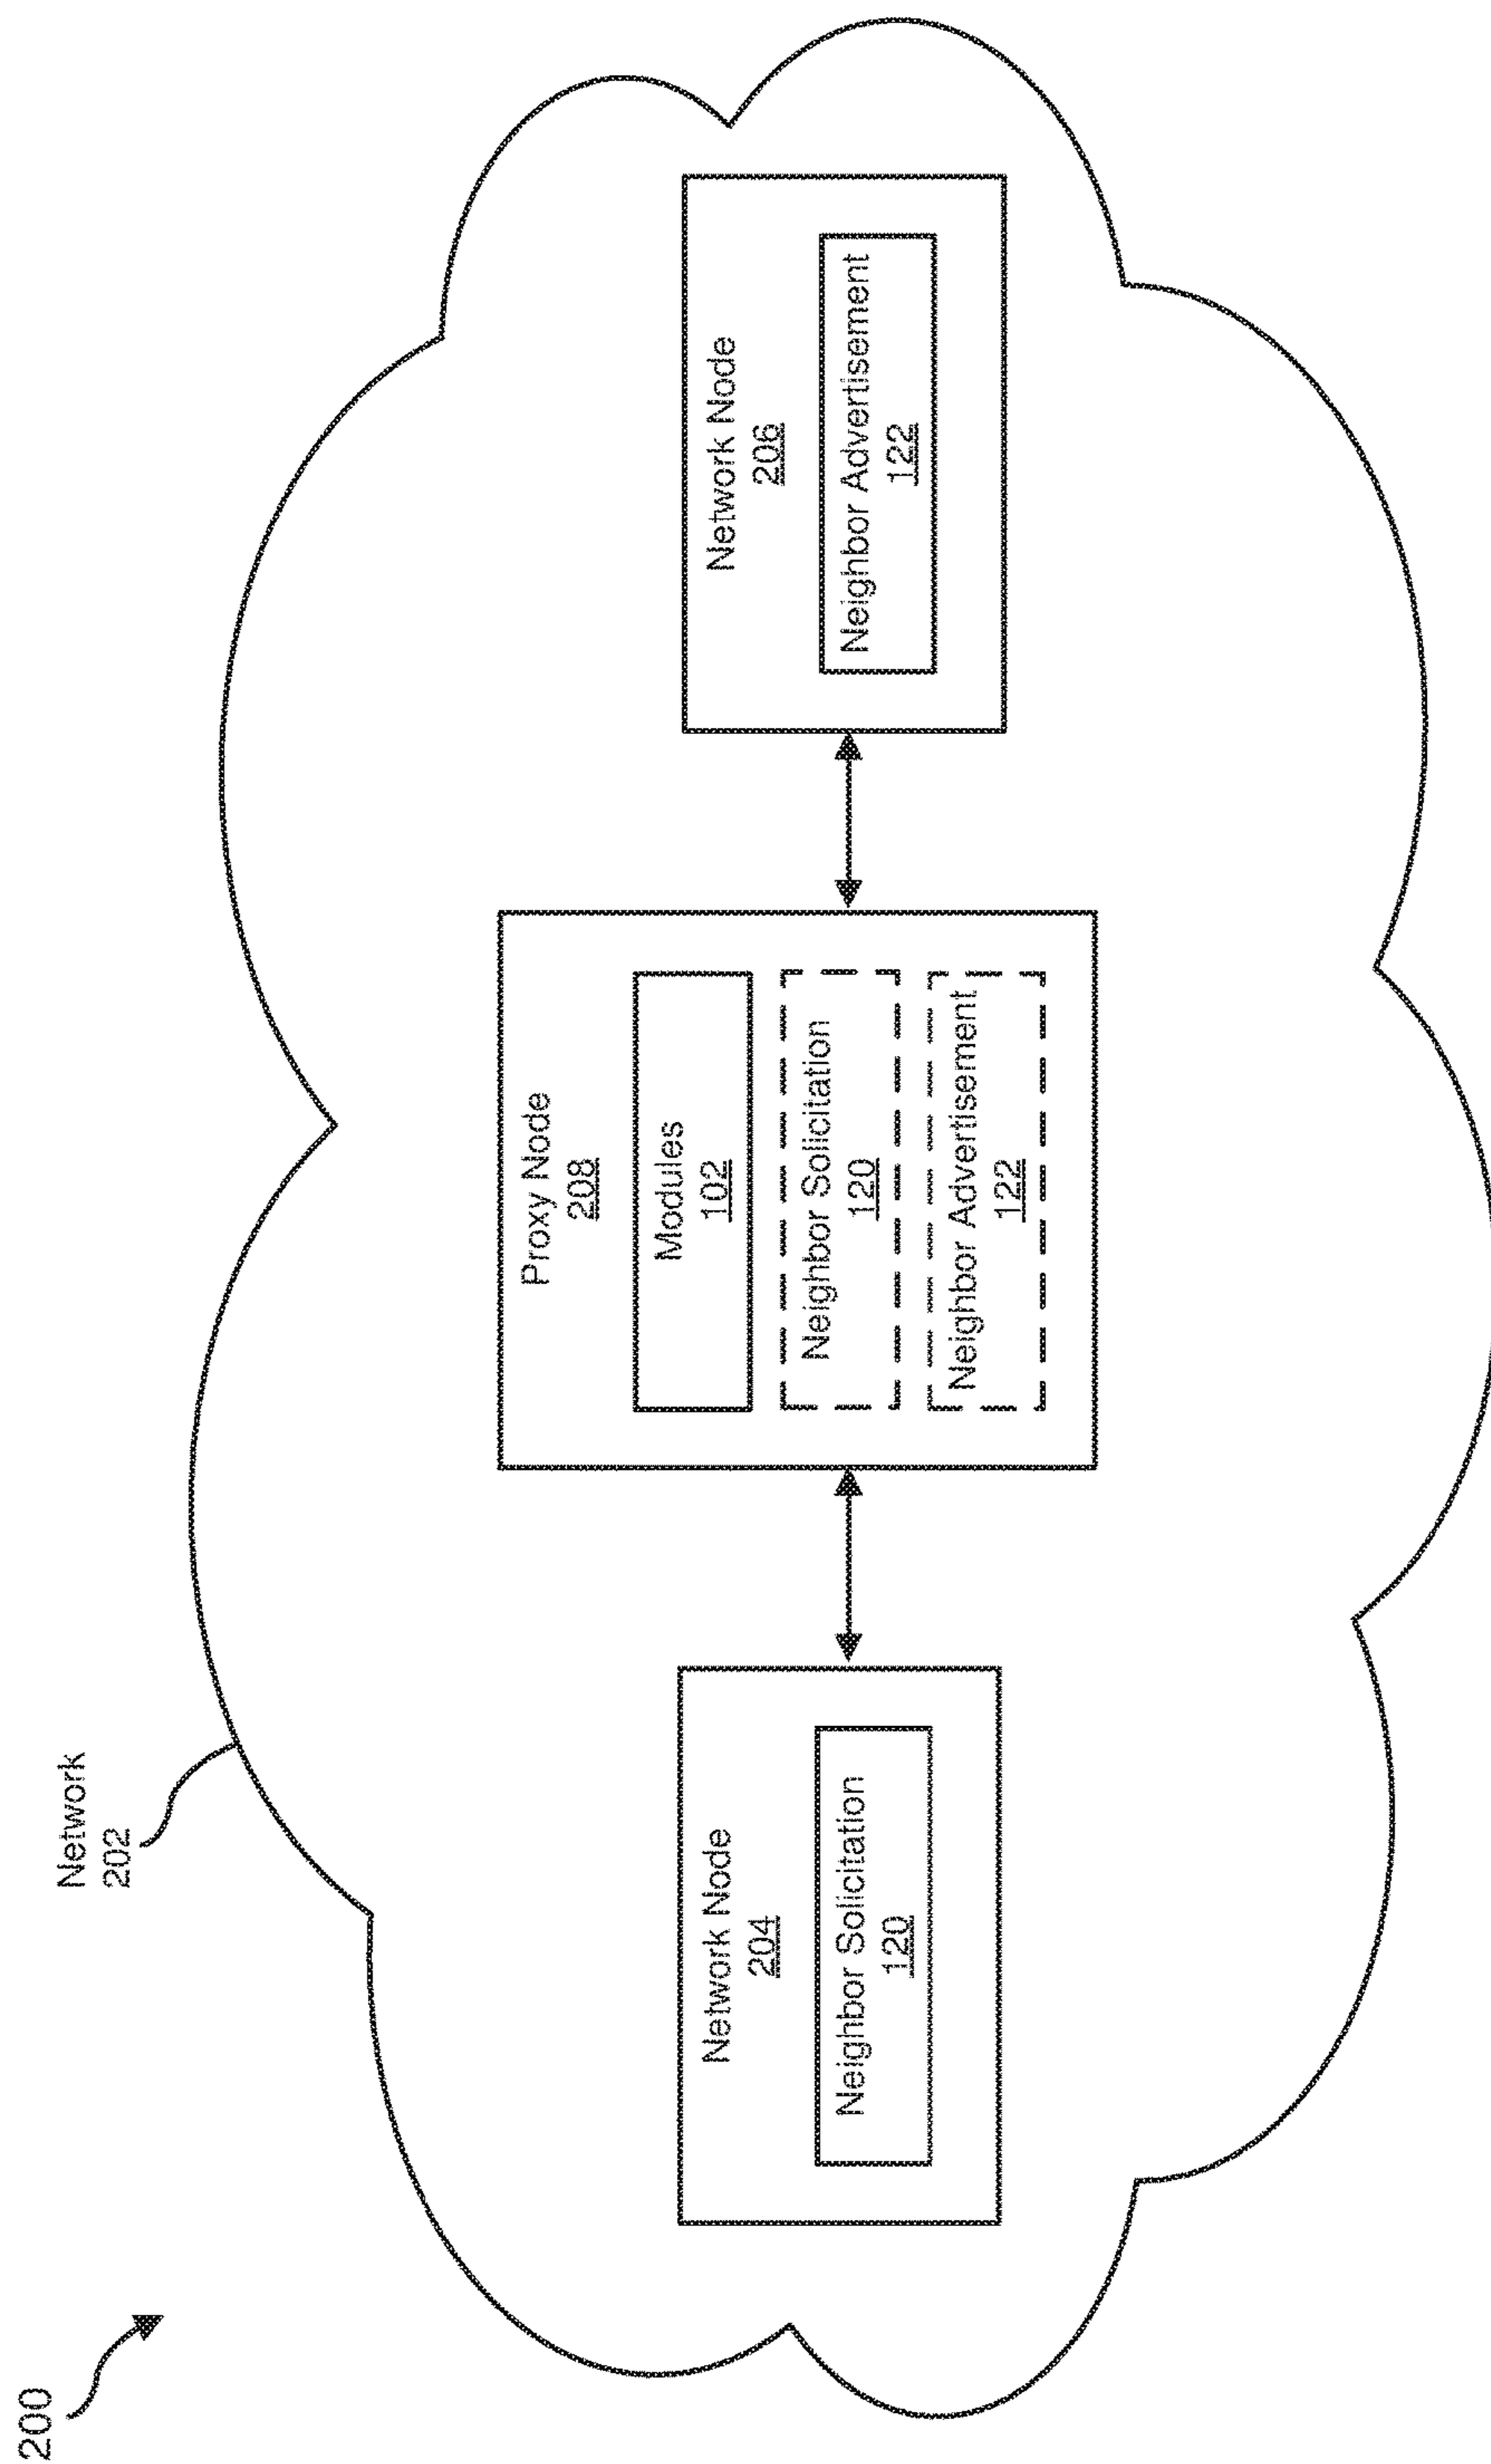 200
Network
202
Network Node
204
Neighbor Solicitation
120
Proxy Node
208
Modules
102
Neighbor Solicitation
120
Neighbor Advertisement
122
Network Node
206
Neighbor Advertisement
122